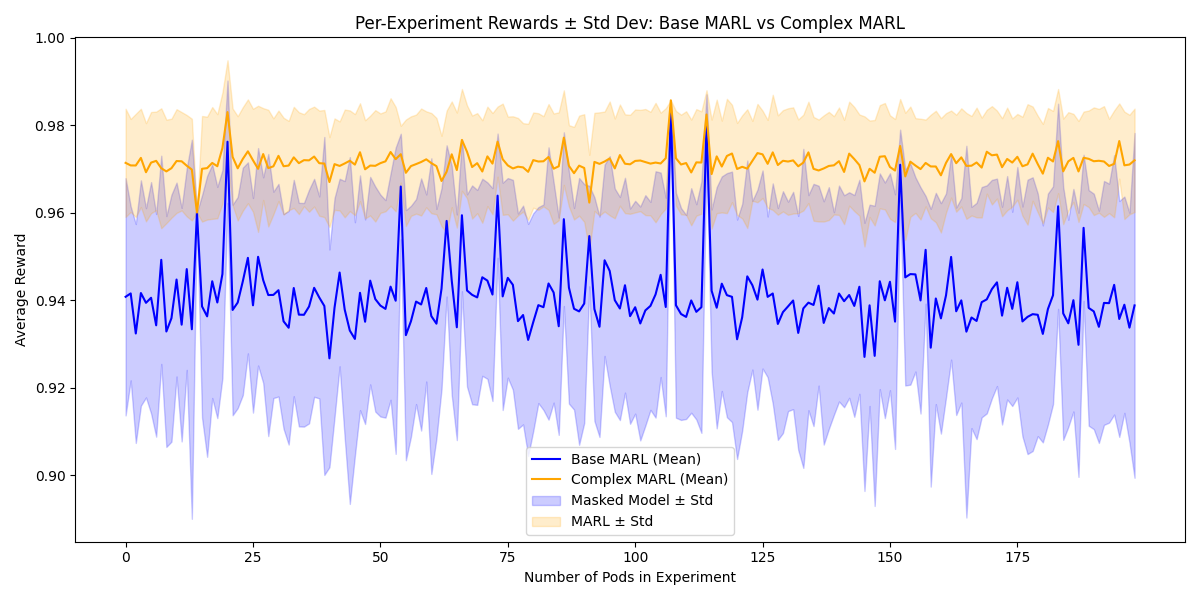 Per-Experiment Rewards ± Std Dev: Base MARL vs Complex MARL
1.00
0.98
0.96
0.94
0.92
0.90
Average Reward
Base MARL (Mean)
Complex MARL (Mean)
Masked Model ± Std
MARL ± Std
0 25 50 75 100 125 150 175
Number of Pods in Experiment